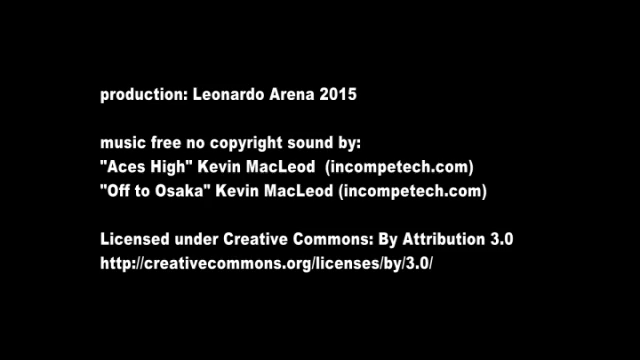 production: Leonardo Arena 2015
music free no copyright sound by:
"Aces High" Kevin MacLeod  (incompetech.com)
"Off to Osaka" Kevin MacLeod (incompetech.com)
Licensed under Creative Commons: By Attribution 3.0
http://creativecommons.org/licenses/by/3.0/